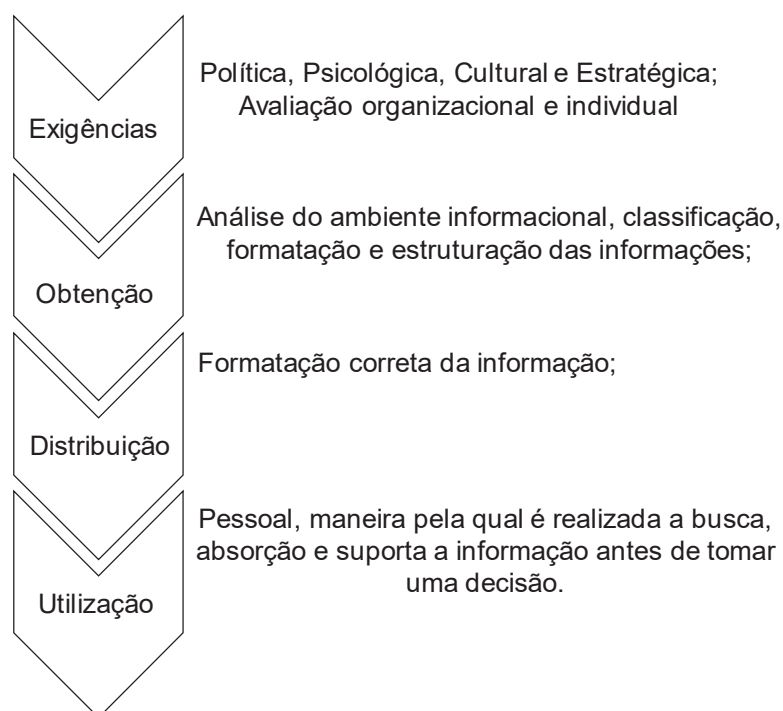 Exigências
Política, Psicológica, Cultural e Estratégica;
Avaliação organizacional e individual
Obtenção
Análise do ambiente informacional, classificação,
formatação e estruturação das informações;
Distribuição
Formatação correta da informação;
Utilização
Pessoal, maneira pela qual é realizada a busca,
absorção e suporta a informação antes de tomar
uma decisão.